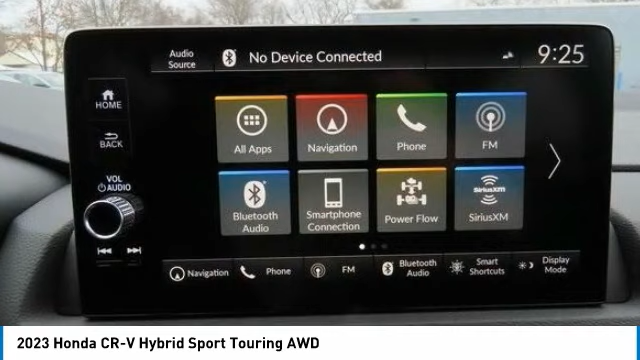 Audio
Source
No Device Connected
9:25
HOME
BACK
VOL
AUDIO
All Apps
Navigation
Phone
FM
Bluetooth
Audio
Smartphone
Connection
Power Flow
SiriusXM
SiriusXM
Navigation
Phone
FM
Bluetooth
Audio
Smart
Shortcuts
Display
Mode
2023 Honda CR-V Hybrid Sport Touring AWD